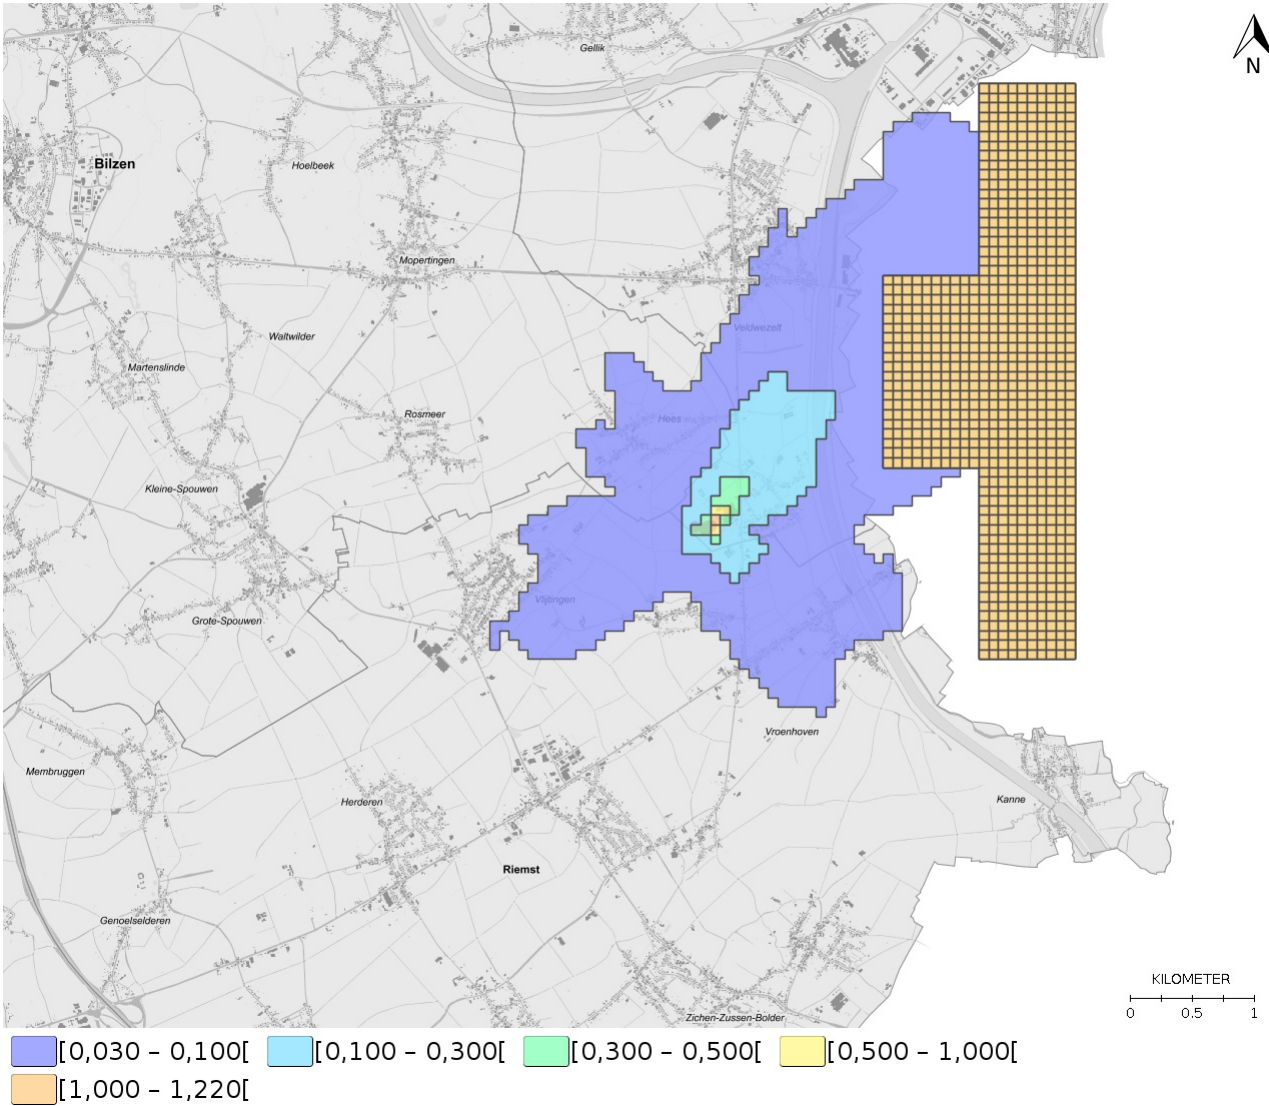 Gellik
N
Bilzen
Hoelbeek
Mopertingen
Veldwezelt
Waltwilder
Martenslinde
Rosmeer
Hees
Kleine-Spouwen
Vlijtingen
Grote-Spouwen
Vroenhoven
Membruggen
Herderen
Kanne
Riemst
Genoelselderen
Zichen-Zussen-Bolder
KILOMETER
0 0.5 1
[0,030 – 0,100[ [0,100 – 0,300[ [0,300 – 0,500[ [0,500 – 1,000[
[1,000 – 1,220[